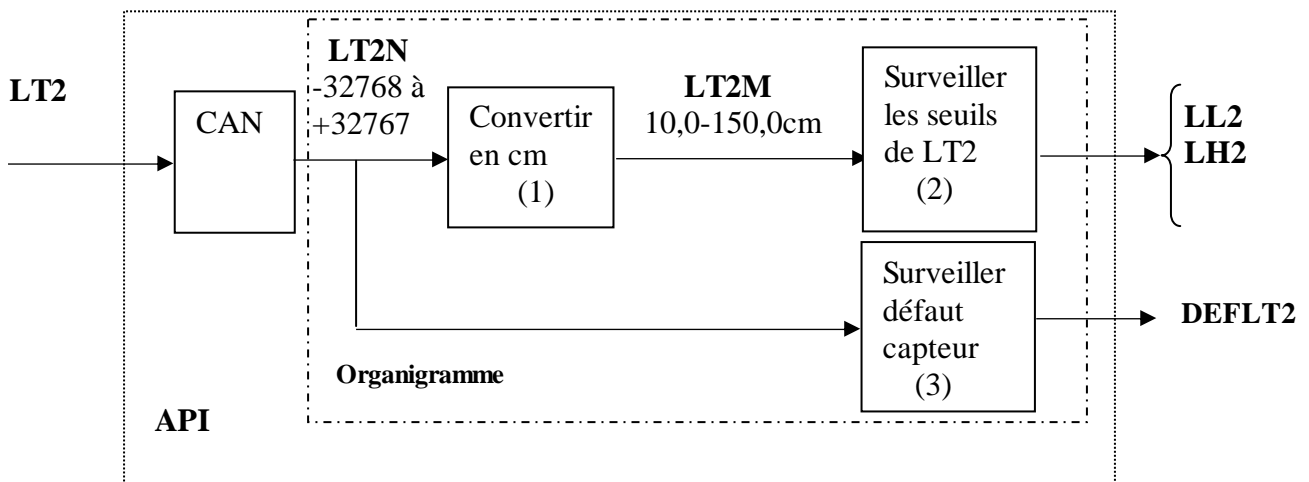 LT2
CAN
LT2N
-32768 à
+32767
Convertir
en cm
(1)
LT2M
10,0-150,0cm
Surveiller
les seuils
de LT2
(2)
LL2
LH2
Surveiller
défaut
capteur
(3)
DEFLT2
Organigramme
API